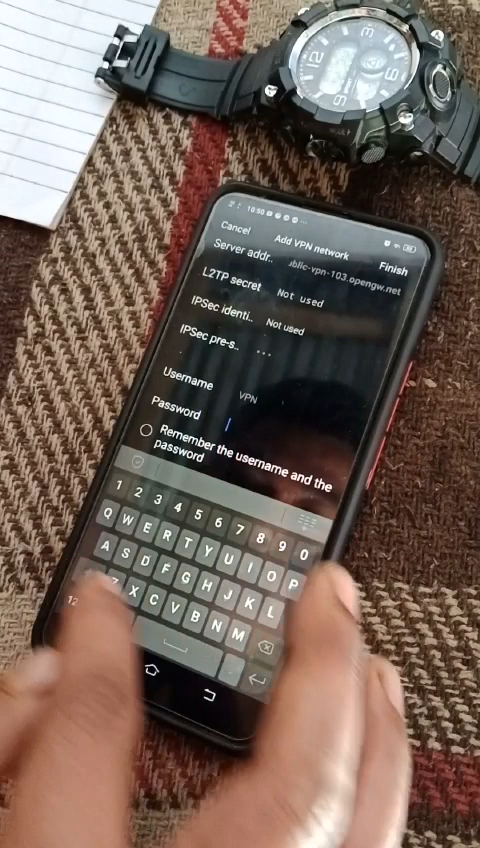 10:50
Cancel Add VPN network Finish
Server addr.. ublic-vpn-103.opengw.net
L2TP secret Not used
IPSec identi.. Not used
IPSec pre-s.. •••
Username VPN
Password
Remember the username and the
password
1 2 3 4 5 6 7 8 9 0
Q W E R T Y U I O P
A S D F G H J K L
Z X C V B N M
12